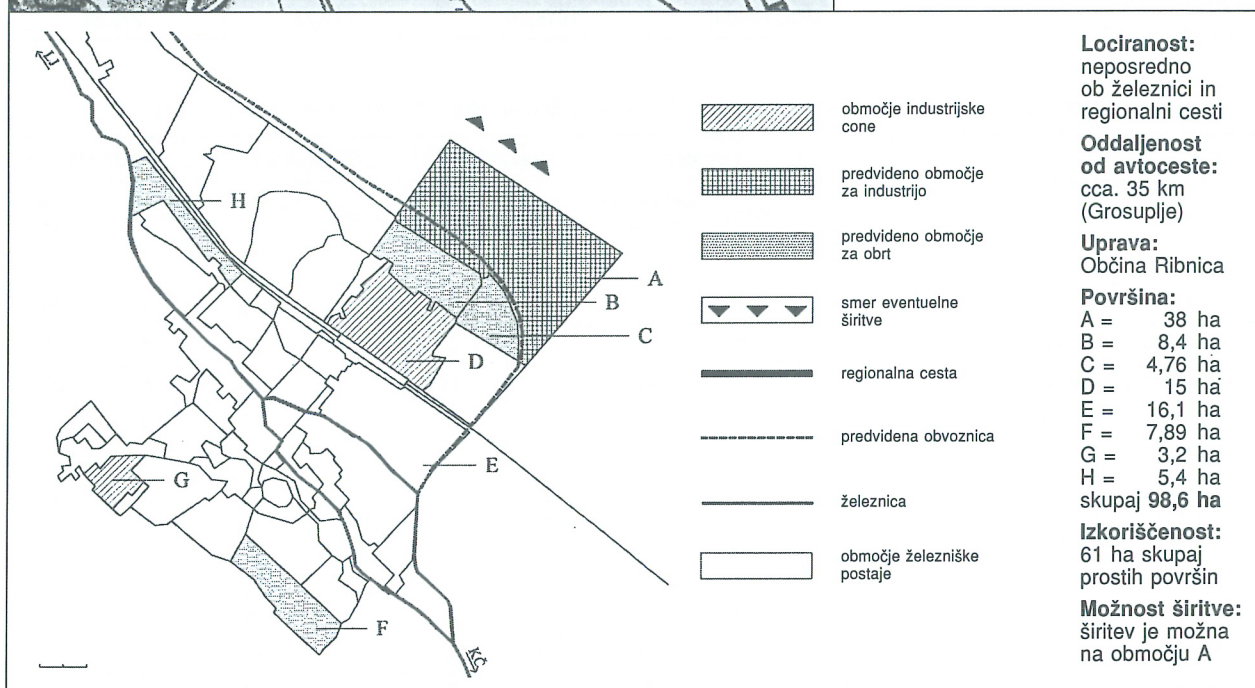 LJ
H
A
B
C
D
E
G
F
KČ
območje industrijske
cone
predvideno območje
za industrijo
predvideno območje
za obrt
smer eventuelne
širitve
regionalna cesta
predvidena obvoznica
železnica
območje železniške
postaje
Lociranost:
neposredno
ob železnici in
regionalni cesti
Oddaljenost
od avtoceste:
cca. 35 km
(Grosuplje)
Uprava:
Občina Ribnica
Površina:
A = 38 ha
B = 8,4 ha
C = 4,76 ha
D = 15 ha
E = 16,1 ha
F = 7,89 ha
G = 3,2 ha
H = 5,4 ha
skupaj 98,6 ha
Izkoriščenost:
61 ha skupaj
prostih površin
Možnost širitve:
širitev je možna
na območju A